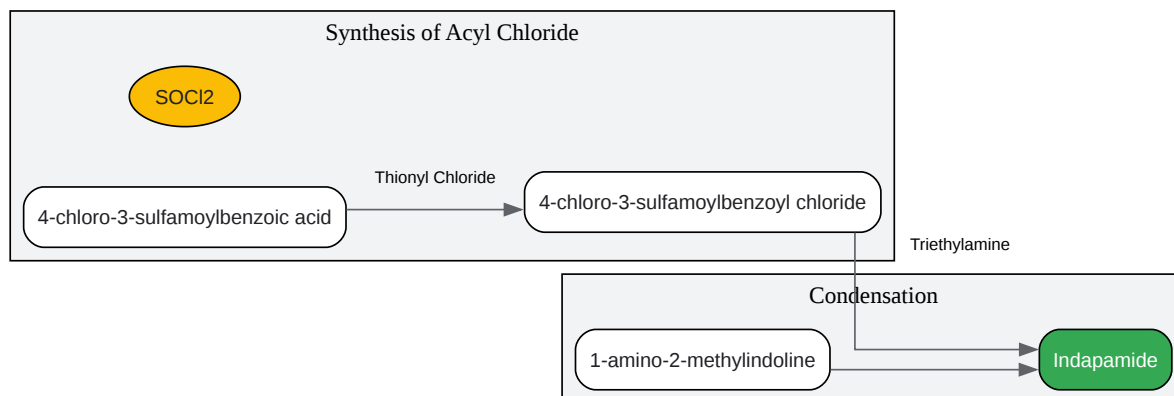 Synthesis of Acyl Chloride
SOCl2
Thionyl Chloride
4-chloro-3-sulfamoylbenzoic acid
4-chloro-3-sulfamoylbenzoyl chloride
Triethylamine
Condensation
1-amino-2-methylindoline
Indapamide